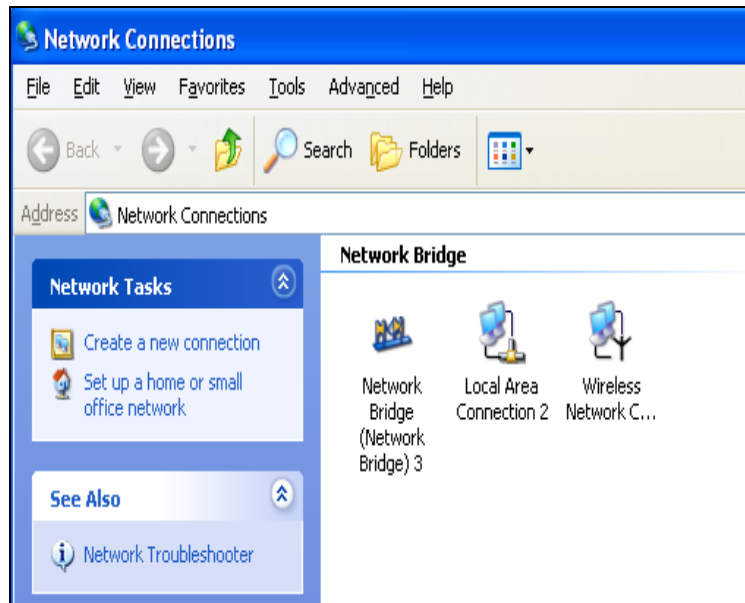 Network Connections
File Edit View Favorites Tools Advanced Help
Back Search Folders
Address Network Connections
Network Tasks
Create a new connection
Set up a home or small
office network
See Also
Network Troubleshooter
Network Bridge
Network
Bridge
(Network
Bridge) 3
Local Area
Connection 2
Wireless
Network C...